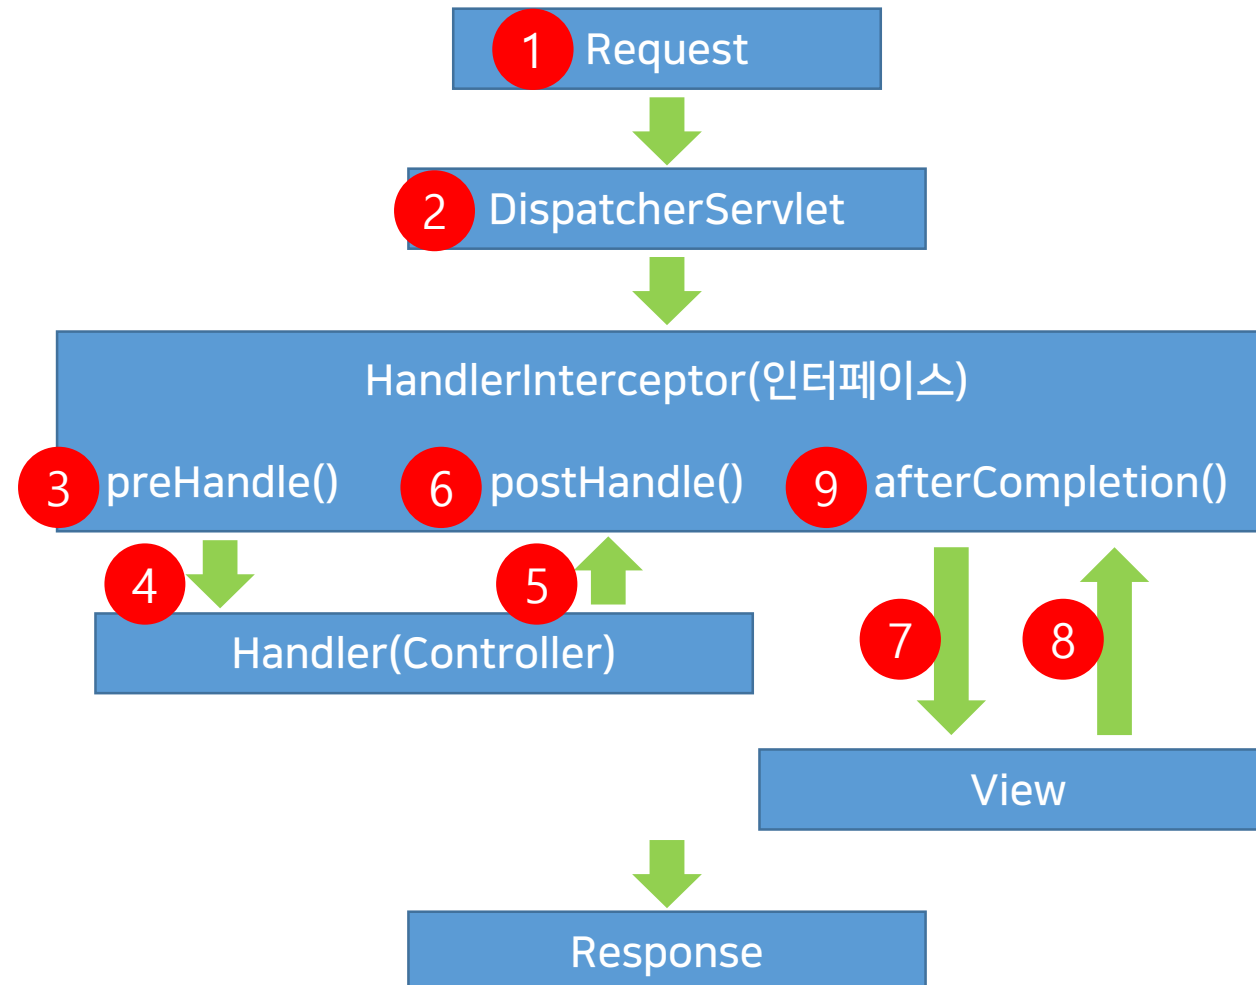 1 Request
2 DispatcherServlet
HandlerInterceptor(인터페이스)
3 preHandle() 6 postHandle() 9 afterCompletion()
4 5
Handler(Controller) 7 8
View
Response